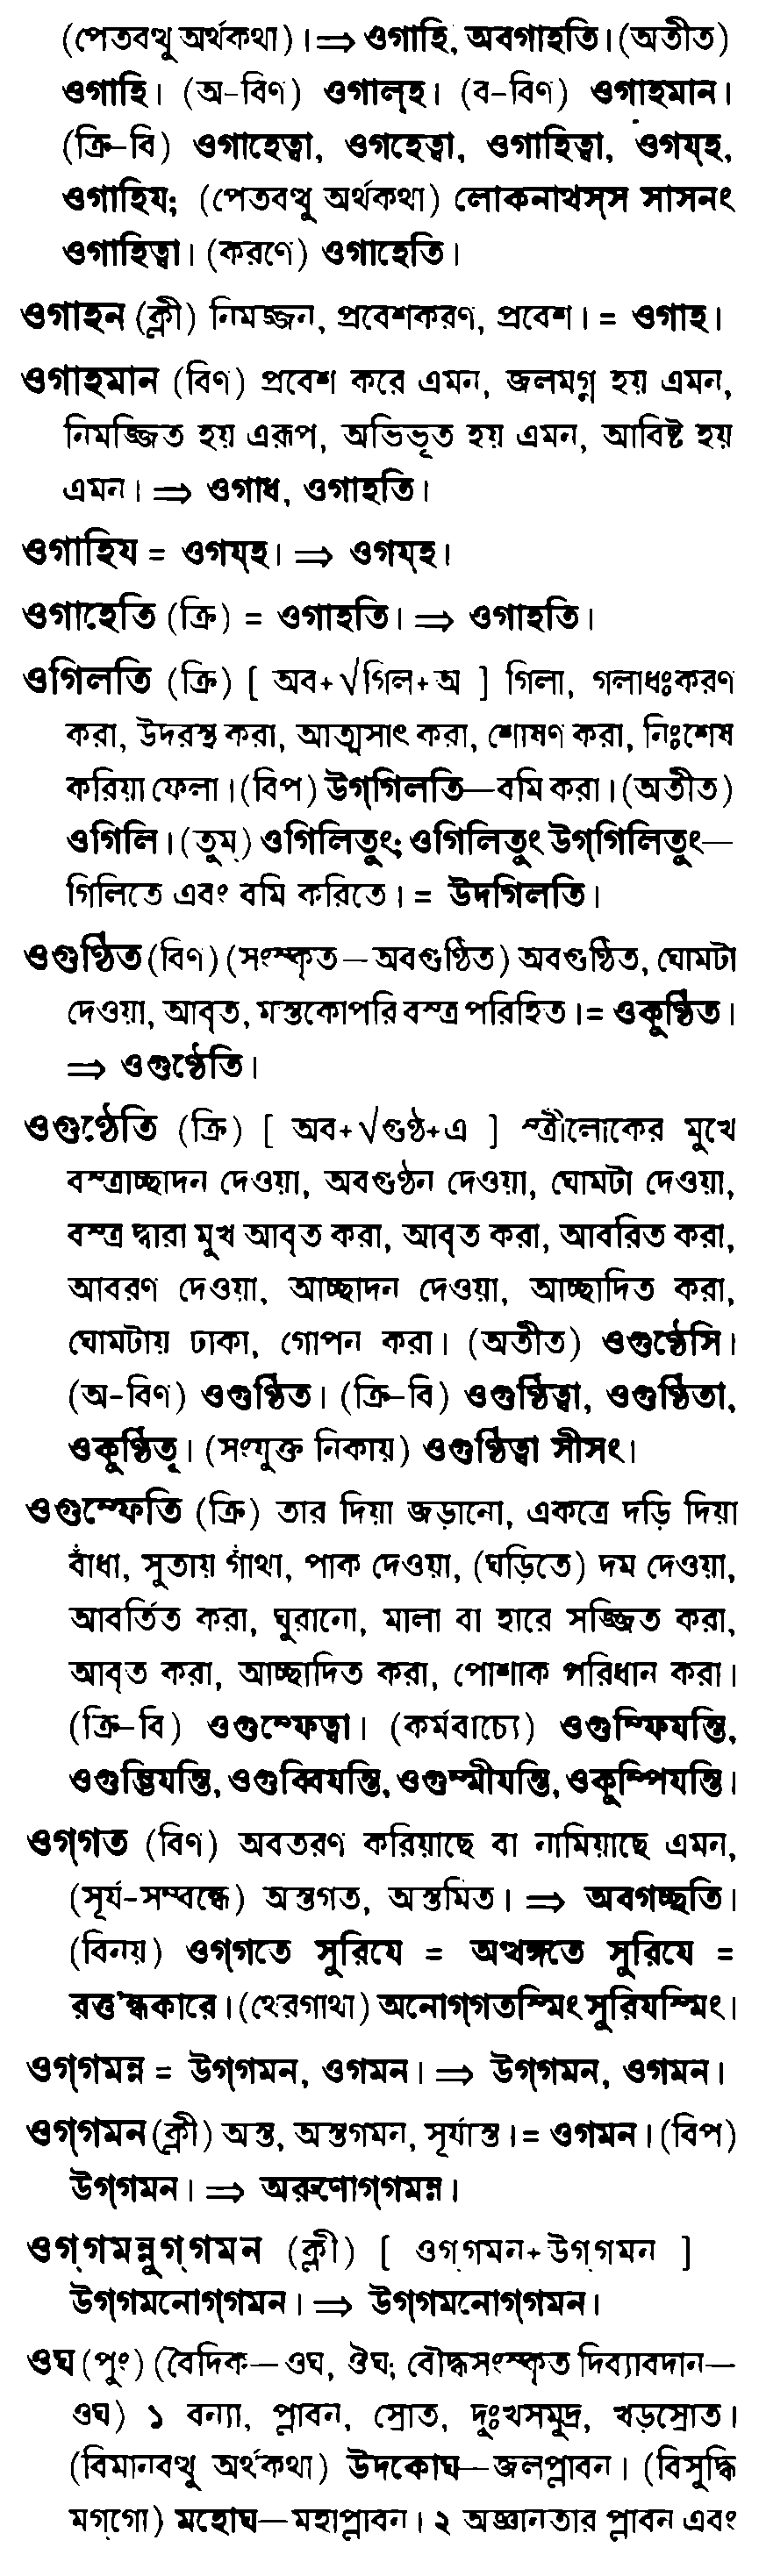 (পেতবত্থু অর্থকথা)।⇒ ওগাহি, অবগাহতি। (অতীত)
ওগাহি। (অ-বিণ) ওগাল্হ। (ব-বিণ) ওগাহমান।
(ক্রি-বি) ওগাহেত্বা, ওগহেত্বা, ওগাহিত্বা, ওগয্হ,
ওগাহিয; (পেতবত্থু অর্থকথা) লোকনাথস্স সাসনং
ওগাহিত্বা। (করণে) ওগাহেতি।
ওগাহন (ক্লী) নিমজ্জন, প্রবেশকরণ, প্রবেশ। = ওগাহ।
ওগাহমান (বিণ) প্রবেশ করে এমন, জলমগ্ন হয় এমন,
নিমজ্জিত হয় এরূপ, অভিভূত হয় এমন, আবিষ্ট হয়
এমন। ⇒ ওগাধ, ওগাহতি।
ওগাহিয = ওগয্হ। ⇒ ওগয্হ।
ওগাহেতি (ক্রি) = ওগাহতি। ⇒ ওগাহতি।
ওগিলতি (ক্রি) [ অব+√গিল+অ ] গিলা, গলাধঃকরণ
করা, উদরস্থ করা, আত্মসাৎ করা, শোষণ করা, নিঃশেষ
করিয়া ফেলা। (বিপ) উগ্গিলতি—বমি করা। (অতীত)
ওগিলি। (তুম্) ওগিলিতুং; ওগিলিতুং উগ্গিলিতুং—
গিলিতে এবং বমি করিতে। = উদগিলতি।
ওগুণ্ঠিত (বিণ) (সংস্কৃত—অবগুণ্ঠিত) অবগুণ্ঠিত, ঘোমটা
দেওয়া, আবৃত, মস্তকোপরি বস্ত্র পরিহিত। = ওকুণ্ঠিত।
⇒ ওগুণ্ঠেতি।
ওগুণ্ঠেতি (ক্রি) [ অব+√গুণ্ঠ+এ ] স্ত্রীলোকের মুখে
বস্ত্রাচ্ছাদন দেওয়া, অবগুণ্ঠন দেওয়া, ঘোমটা দেওয়া,
বস্ত্র দ্বারা মুখ আবৃত করা, আবৃত করা, আবরিত করা,
আবরণ দেওয়া, আচ্ছাদন দেওয়া, আচ্ছাদিত করা,
ঘোমটায় ঢাকা, গোপন করা। (অতীত) ওগুণ্ঠেসি।
(অ-বিণ) ওগুণ্ঠিত। (ক্রি-বি) ওগুণ্ঠিত্বা, ওগুণ্ঠিতা,
ওকুণ্ঠিতৃ। (সংযুক্ত নিকায়) ওগুণ্ঠিত্বা সীসং।
ওগুম্ফেতি (ক্রি) তার দিয়া জড়ানো, একত্রে দড়ি দিয়া
বাঁধা, সুতায় গাঁথা, পাক দেওয়া, (ঘড়িতে) দম দেওয়া,
আবর্তিত করা, ঘুরানো, মালা বা হারে সজ্জিত করা,
আবৃত করা, আচ্ছাদিত করা, পোশাক পরিধান করা।
(ক্রি-বি) ওগুম্ফেত্বা। (কর্মবাচ্যে) ওগুম্ফিযন্তি,
ওগুম্ভিযন্তি, ওগুব্বিযন্তি, ওগুম্মীযন্তি, ওকুম্পিযন্তি।
ওগ্গত (বিণ) অবতরণ করিয়াছে বা নামিয়াছে এমন,
(সূর্য-সম্বন্ধে) অস্তগত, অস্তমিত। ⇒ অবগচ্ছতি।
(বিনয়) ওগ্গতে সুরিযে = অত্থঙ্গতে সুরিযে =
রত্ত'ন্ধকারে। (থেরগাথা) অনোগ্গতস্মিং সুরিযস্মিং।
ওগ্গমন্ন = উগ্গমন, ওগমন। ⇒ উগ্গমন, ওগমন।
ওগ্গমন (ক্লী) অস্ত, অস্তগমন, সূর্যাস্ত। = ওগমন। (বিপ)
উগ্গমন। ⇒ অরুণোগ্গমন্ন।
ওগ্গমন্নুগ্গমন (ক্লী) [ ওগ্গমন+উগ্গমন ]
উগ্গমনোগ্গমন। ⇒ উগ্গমনোগ্গমন।
ওঘ (পুং) (বৈদিক—ওঘ, ঔঘ; বৌদ্ধসংস্কৃত দিব্যাবদান—
ওঘ) ১ বন্যা, প্লাবন, স্রোত, দুঃখসমুদ্র, খড়স্রোত।
(বিমানবত্থু অর্থকথা) উদকোঘ—জলপ্লাবন। (বিসুদ্ধি
মগ্গো) মহোঘ—মহাপ্লাবন। ২ অজ্ঞানতার প্লাবন এবং